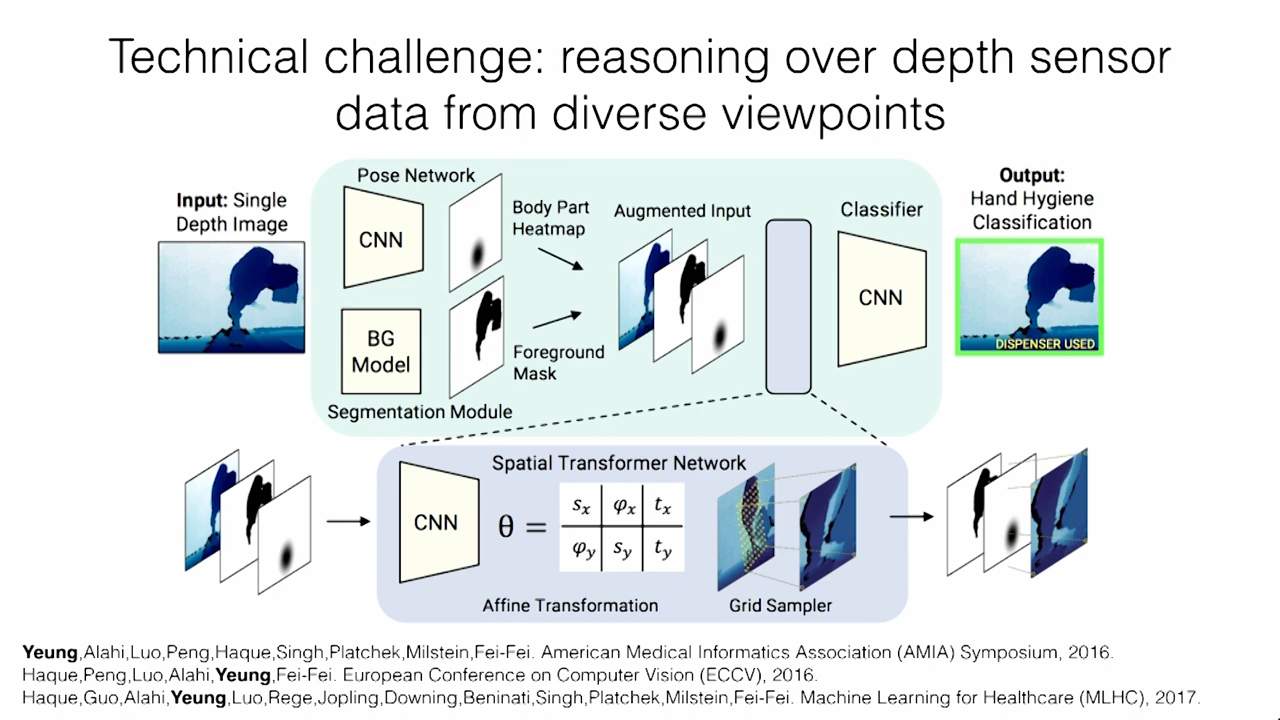 Technical challenge: reasoning over depth sensor
data from diverse viewpoints
Input: Single
Depth Image
Pose Network
CNN
Body Part
Heatmap
BG
Model
Foreground
Mask
Segmentation Module
Augmented Input
Classifier
CNN
Output:
Hand Hygiene
Classification
DISPENSER USED
Spatial Transformer Network
CNN
θ =
sₓ φₓ tₓ
φᵧ sᵧ tᵧ
Affine Transformation
Grid Sampler
Yeung,Alahi,Luo,Peng,Haque,Singh,Platchek,Milstein,Fei-Fei. American Medical Informatics Association (AMIA) Symposium, 2016.
Haque,Peng,Luo,Alahi,Yeung,Fei-Fei. European Conference on Computer Vision (ECCV), 2016.
Haque,Guo,Alahi,Yeung,Luo,Rege,Jopling,Downing,Beninati,Singh,Platchek,Milstein,Fei-Fei. Machine Learning for Healthcare (MLHC), 2017.